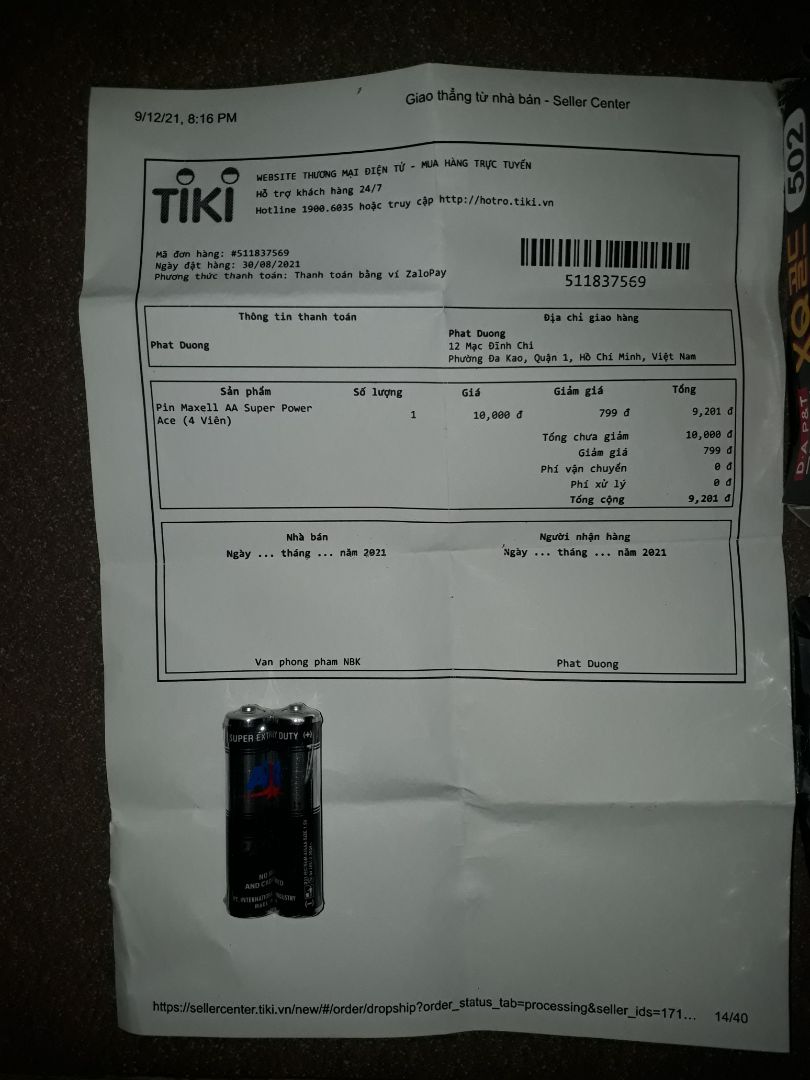 9/12/21, 8:16 PM
Giao thẳng từ nhà bán - Seller Center
TIKI
WEBSITE THƯƠNG MẠI ĐIỆN TỬ - MUA HÀNG TRỰC TUYẾN
Hỗ trợ khách hàng 24/7
Hotline 1900.6035 hoặc truy cập http://hotro.tiki.vn
Mã đơn hàng: #511837569
Ngày đặt hàng: 30/08/2021
Phương thức thanh toán: Thanh toán bằng ví ZaloPay
511837569
Thông tin thanh toán
Phat Duong
Địa chỉ giao hàng
Phat Duong
12 Mạc Đĩnh Chi
Phường Đa Kao, Quận 1, Hồ Chí Minh, Việt Nam
Sản phẩm Số lượng Giá Giảm giá Tổng
Pin Maxell AA Super Power 1 10,000 đ 799 đ 9,201 đ
Ace (4 Viên)
Tổng chưa giảm 10,000 đ
Giảm giá 799 đ
Phí vận chuyển 0 đ
Phí xử lý 0 đ
Tổng cộng 9,201 đ
Nhà bán
Ngày ... tháng ... năm 2021
Van phong pham NBK
Người nhận hàng
Ngày ... tháng ... năm 2021
Phat Duong
SUPER EXTRA DUTY (+)
https://sellercenter.tiki.vn/new/#/order/dropship?order_status_tab=processing&seller_ids=171... 14/40
502
D.A P&T